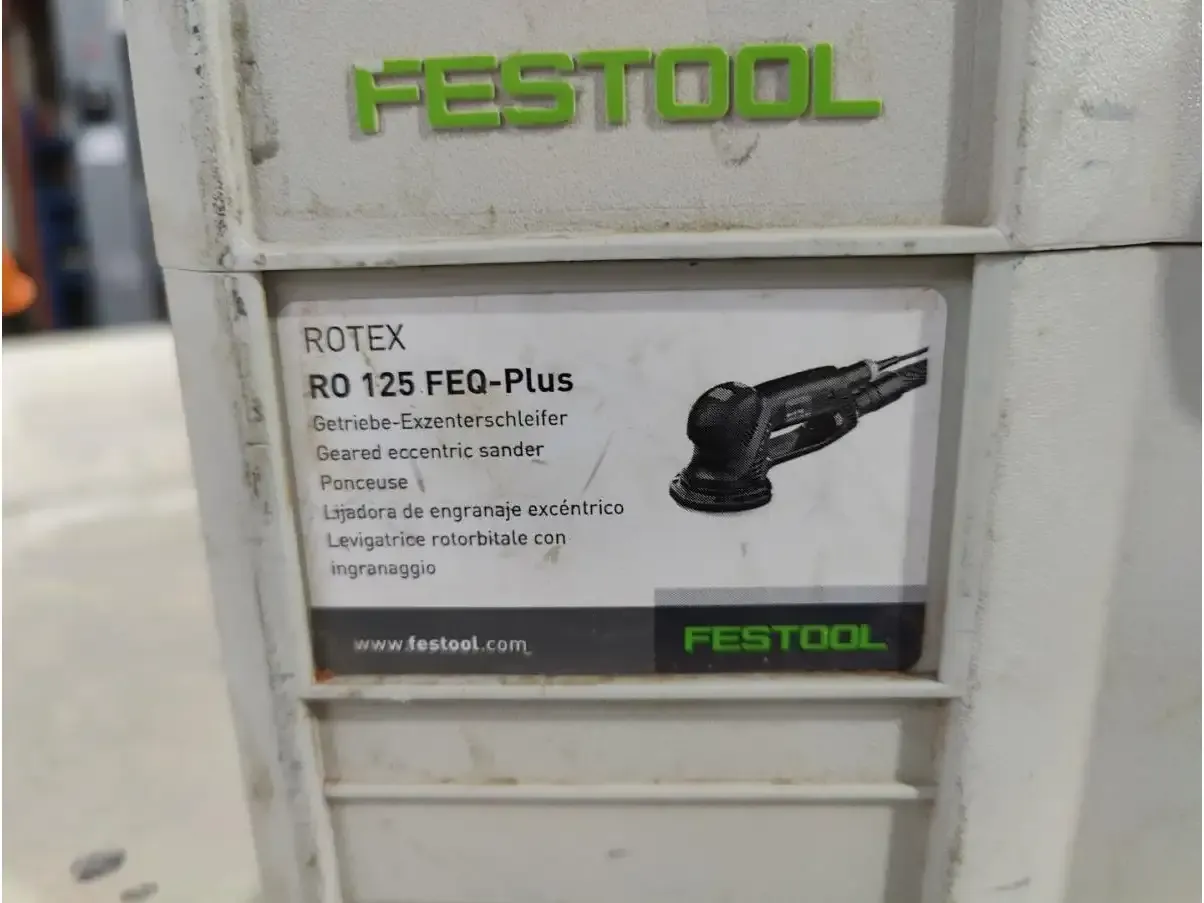 FESTOOL
ROTEX
RO 125 FEQ-Plus
Getriebe-Exzenterschleifer
Geared eccentric sander
Ponceuse
Lijadora de engranaje excéntrico
Levigatrice rotorbitale con
ingranaggio
www.festool.com
FESTOOL